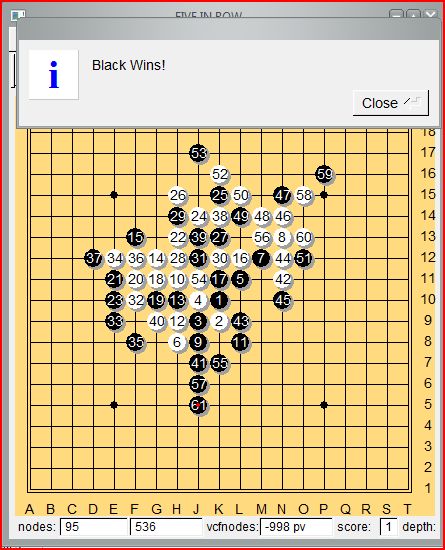 FIVE IN ROW
Black Wins!
Close
18
53 17
52 59 16
26 25 50 47 58 15
29 24 38 49 48 46 14
15 22 39 27 56 8 60 13
37 34 36 14 28 31 30 16 7 44 51 12
21 20 18 10 54 17 5 42 11
23 32 19 13 4 1 45 10
33 40 12 3 2 43 9
35 6 9 11 8
41 55 7
57 6
61 5
4
3
2
1
A B C D E F G H J K L M N O P Q R S T
nodes: 95 536 vcfnodes: -998 pv score: 1 depth: